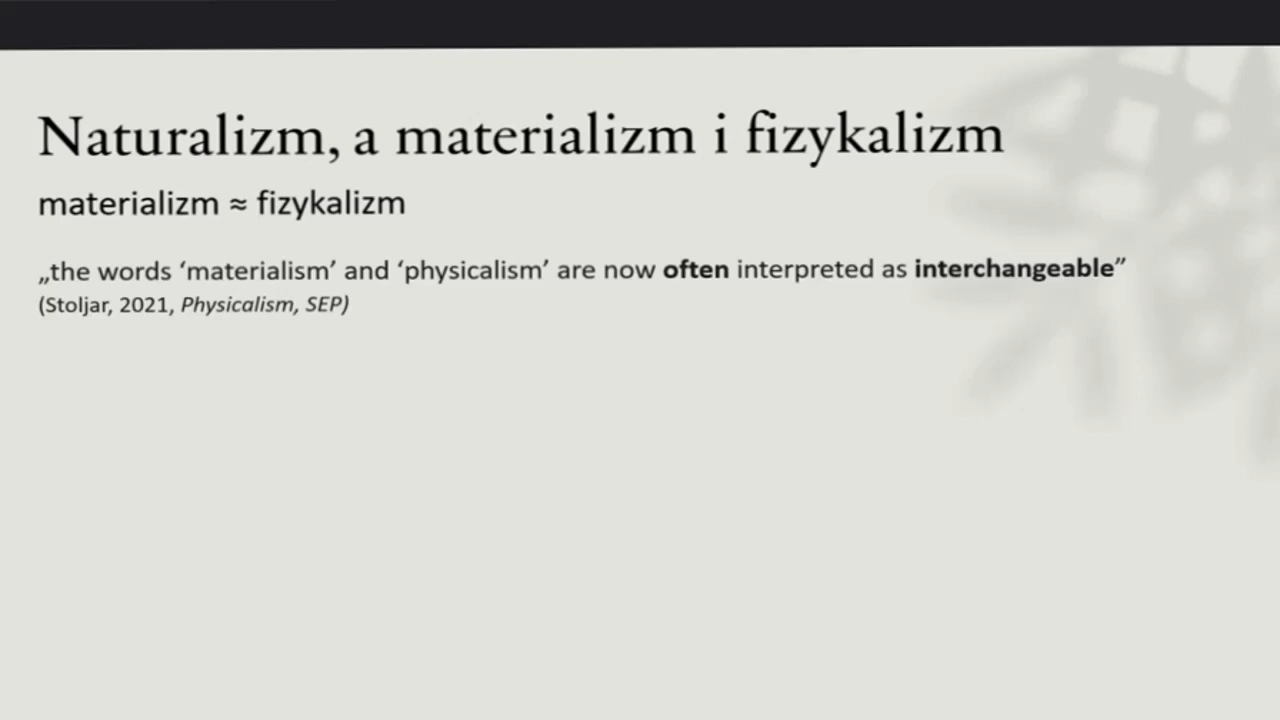 Naturalizm, a materializm i fizykalizm
materializm ≈ fizykalizm
„the words ‘materialism’ and ‘physicalism’ are now often interpreted as interchangeable”
(Stoljar, 2021, Physicalism, SEP)